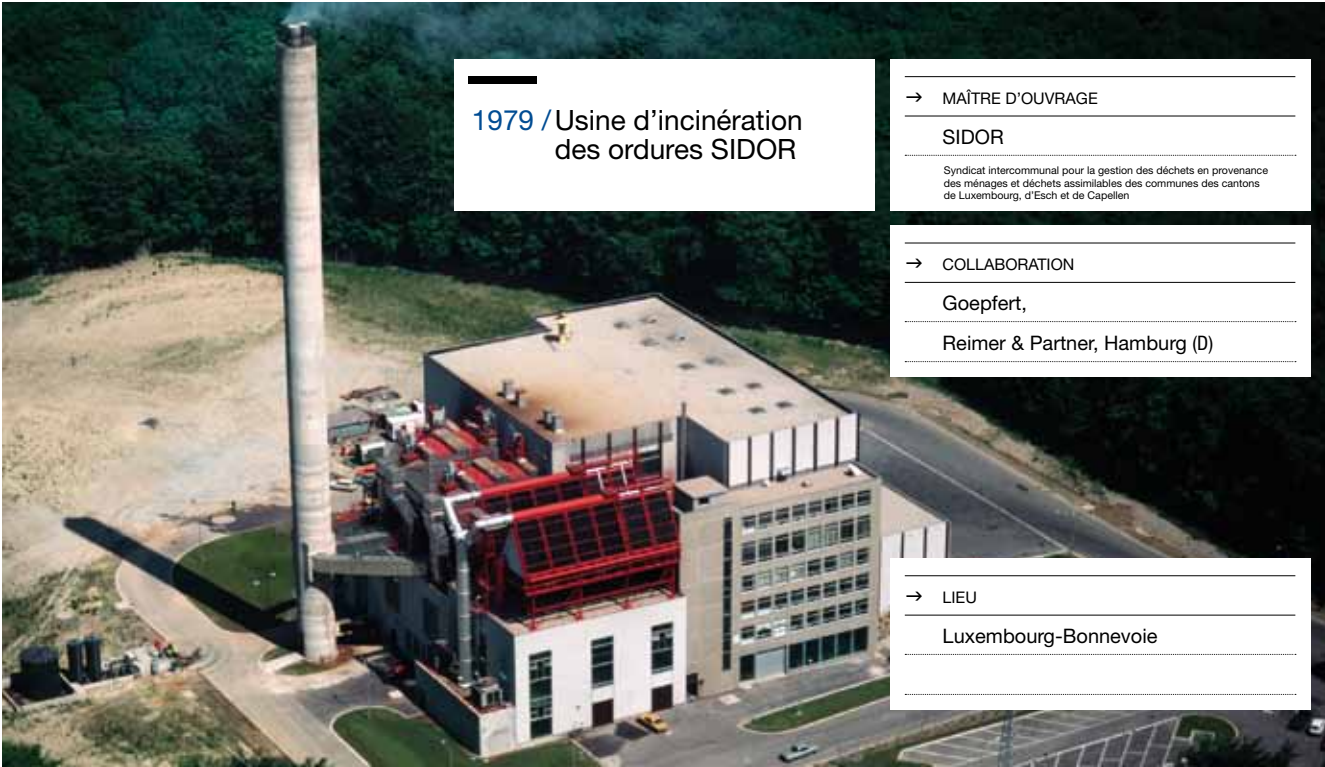 1979 / Usine d'incinération
des ordures SIDOR
→ MAÎTRE D'OUVRAGE
SIDOR
Syndicat intercommunal pour la gestion des déchets en provenance
des ménages et déchets assimilables des communes des cantons
de Luxembourg, d'Esch et de Capellen
→ COLLABORATION
Goepfert,
Reimer & Partner, Hamburg (D)
→ LIEU
Luxembourg-Bonnevoie